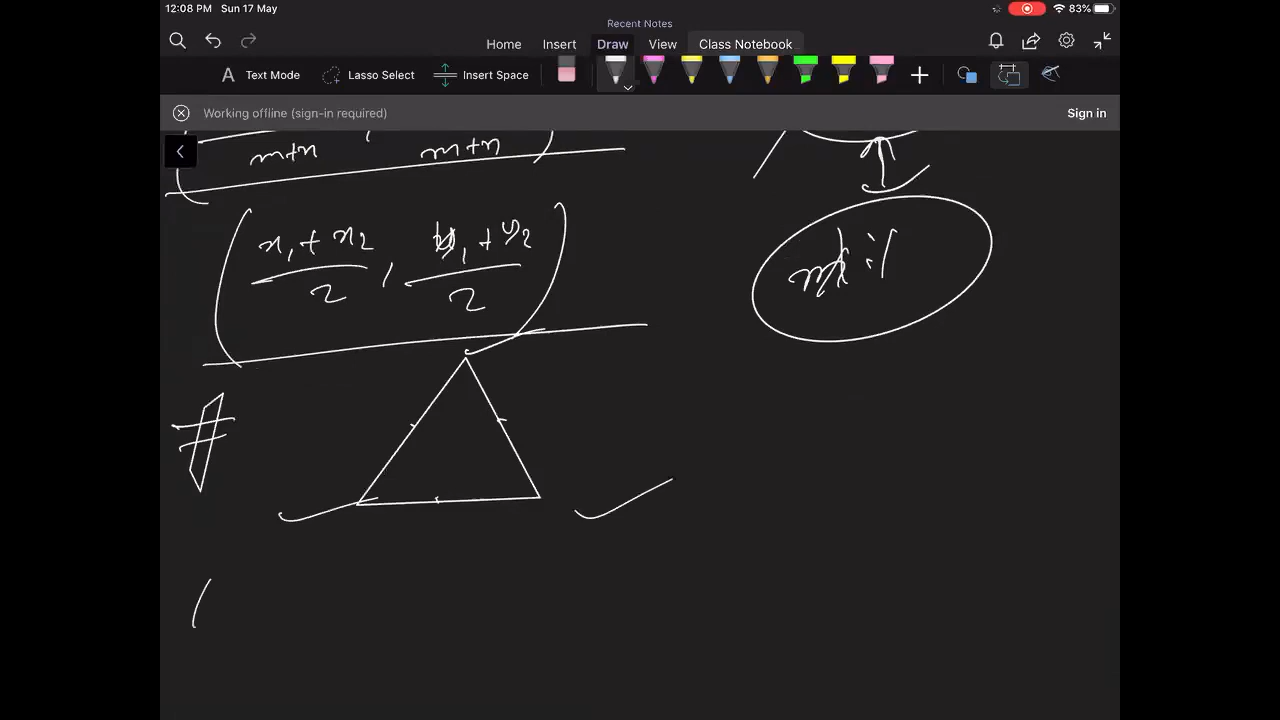 12:08 PM Sun 17 May
83%
Recent Notes
Home Insert Draw View Class Notebook
A Text Mode Lasso Select Insert Space
Working offline (sign-in required) Sign in
m+n m+n
(x₁ + x₂ / 2 , y₁ + y₂ / 2)